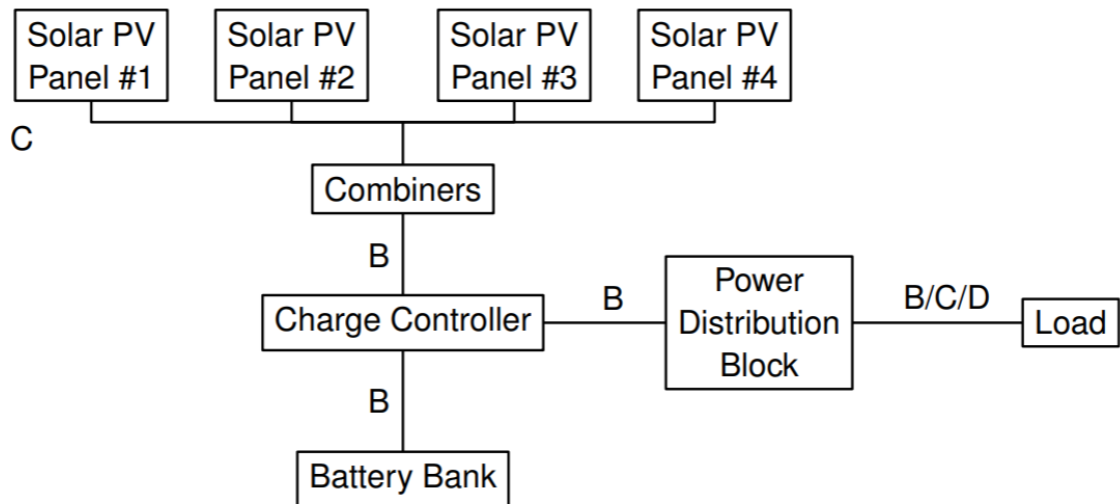 Solar PV
Panel #1
Solar PV
Panel #2
Solar PV
Panel #3
Solar PV
Panel #4
C
Combiners
B
Charge Controller
B
Power
Distribution
Block
B/C/D
Load
B
Battery Bank